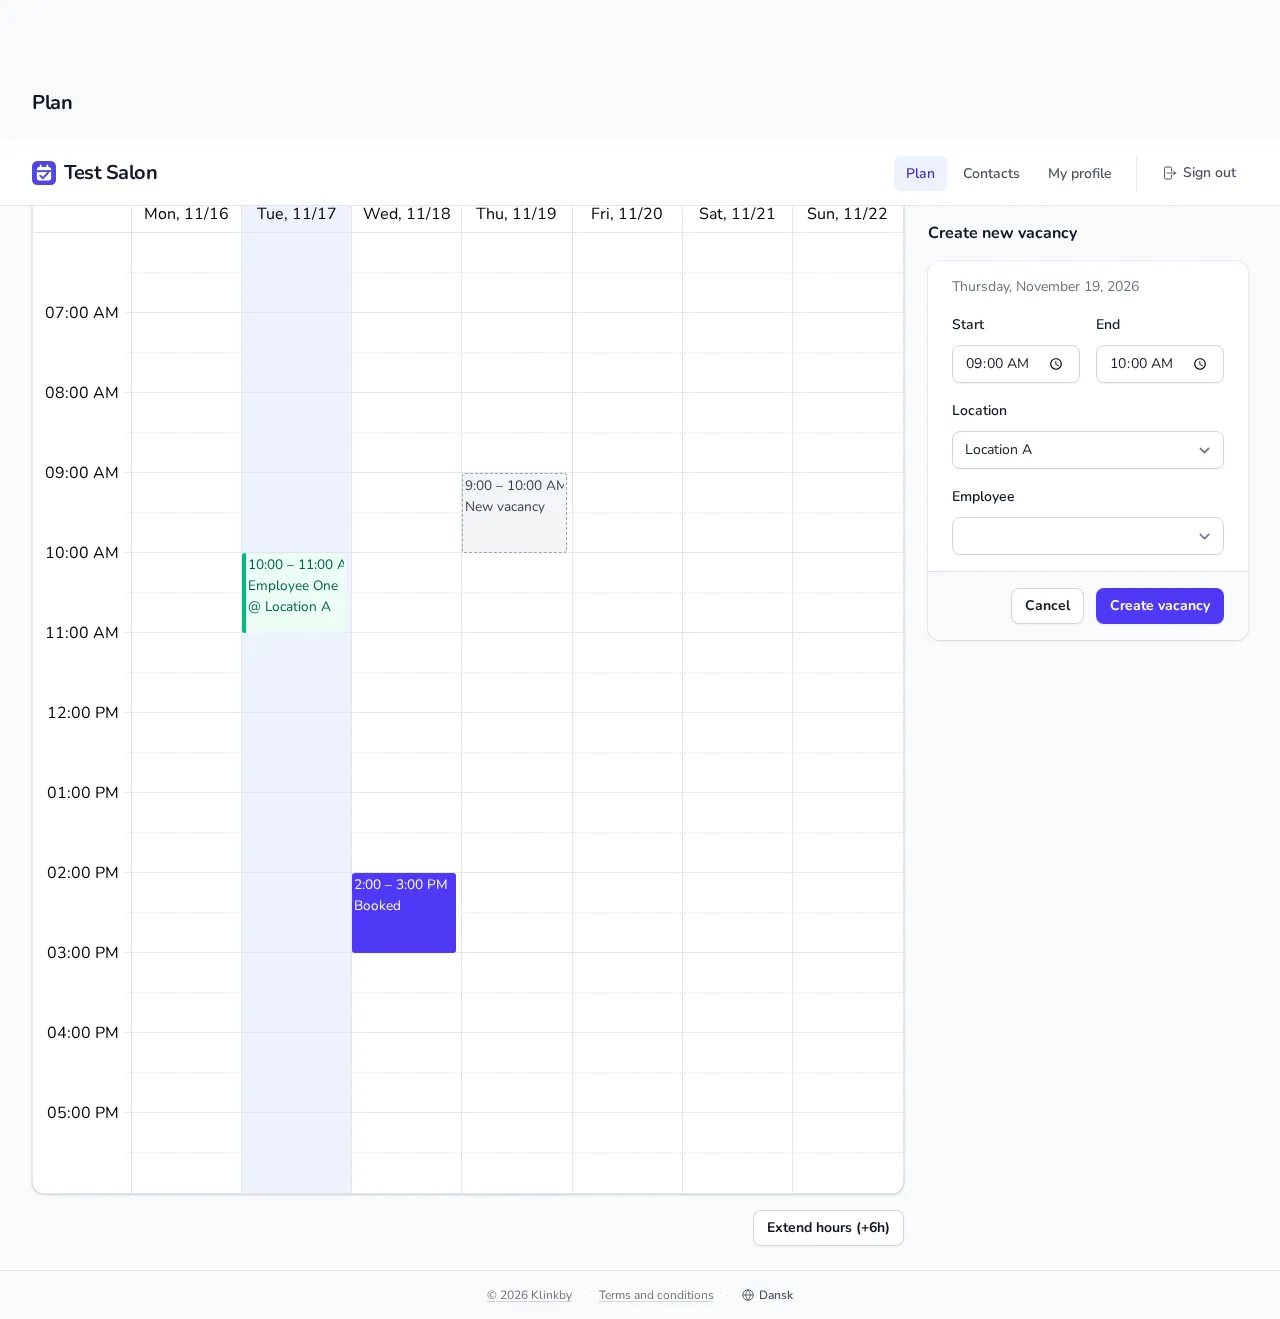 Plan
Test Salon
Plan
Contacts
My profile
Sign out
Mon, 11/16
Tue, 11/17
Wed, 11/18
Thu, 11/19
Fri, 11/20
Sat, 11/21
Sun, 11/22
07:00 AM
08:00 AM
09:00 AM
10:00 AM
11:00 AM
12:00 PM
01:00 PM
02:00 PM
03:00 PM
04:00 PM
05:00 PM
10:00 – 11:00 A
Employee One
@ Location A
2:00 – 3:00 PM
Booked
9:00 – 10:00 AM
New vacancy
Extend hours (+6h)
Create new vacancy
Thursday, November 19, 2026
Start
End
09:00 AM
10:00 AM
Location
Location A
Employee
Cancel
Create vacancy
© 2026 Klinkby
Terms and conditions
Dansk